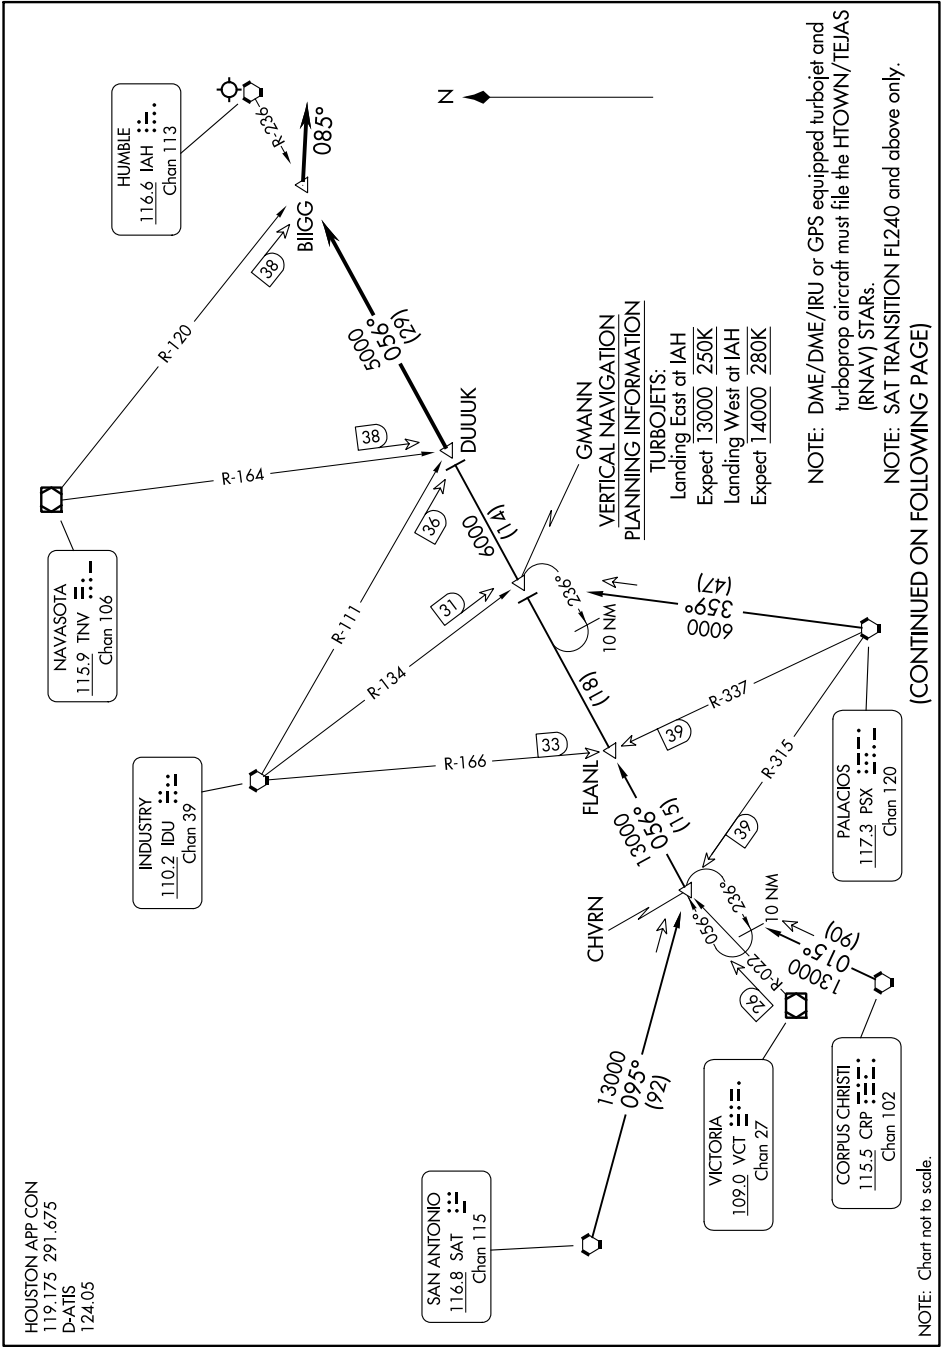 HOUSTON APP CON
119.175 291.675
D-ATIS
124.05
SAN ANTONIO
116.8 SAT
Chan 115
13000
095°
(92)
VICTORIA
109.0 VCT
Chan 27
CORPUS CHRISTI
115.5 CRP
Chan 102
13000
015°
(90)
R-022
26
056°
236°
10 NM
CHVRN
13000
056°
(15)
39
R-315
PALACIOS
117.3 PSX
Chan 120
R-337
39
FLANL
33
R-166
INDUSTRY
110.2 IDU
Chan 39
R-134
31
R-111
36
(18)
6000
359°
(47)
236°
10 NM
GMANN
VERTICAL NAVIGATION
PLANNING INFORMATION
TURBOJETS:
Landing East at IAH
Expect 13000 250K
Landing West at IAH
Expect 14000 280K
6000
(14)
NAVASOTA
115.9 TNV
Chan 106
R-164
38
DUUUK
5000
056°
(29)
R-120
38
BIIGG
085°
HUMBLE
116.6 IAH
Chan 113
R-236
N
NOTE: DME/DME/IRU or GPS equipped turbojet and
turboprop aircraft must file the HTOWN/TEJAS
(RNAV) STARs.
NOTE: SAT TRANSITION FL240 and above only.
(CONTINUED ON FOLLOWING PAGE)
NOTE: Chart not to scale.